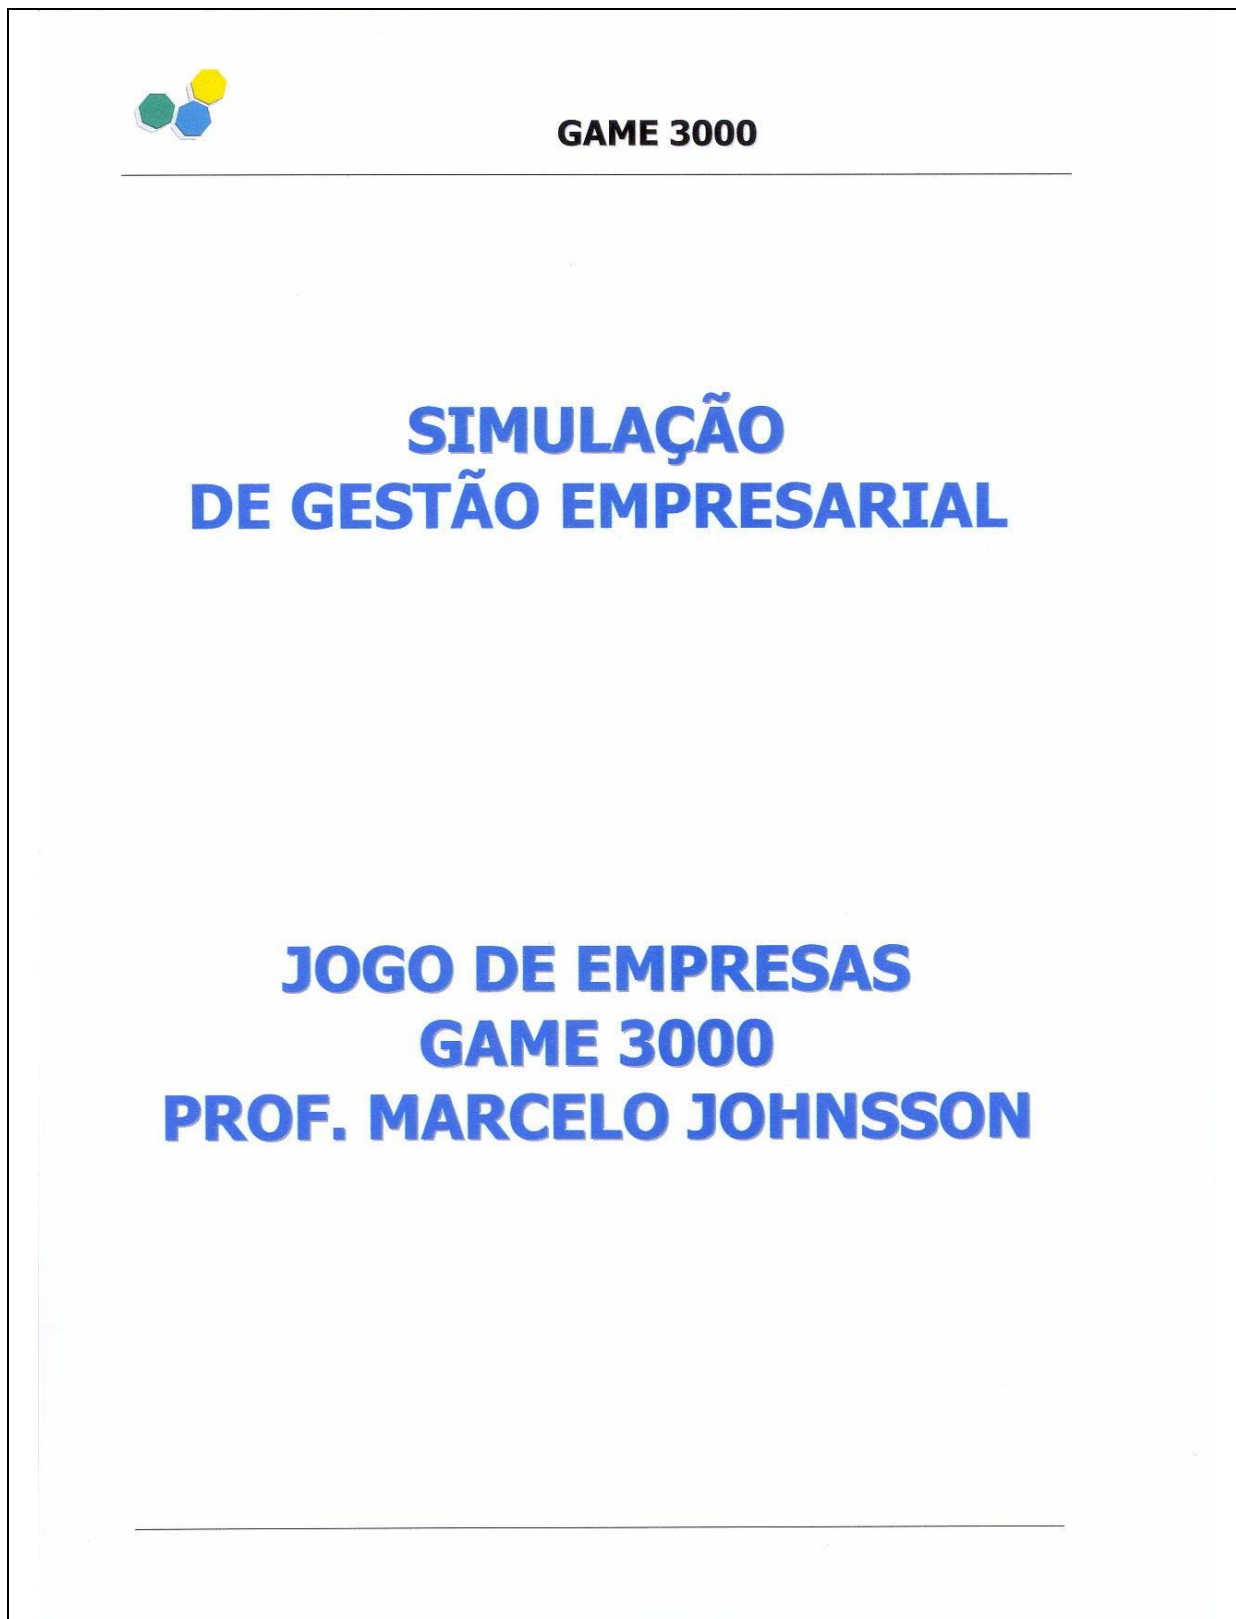 GAME 3000
SIMULAÇÃO
DE GESTÃO EMPRESARIAL
JOGO DE EMPRESAS
GAME 3000
PROF. MARCELO JOHNSSON